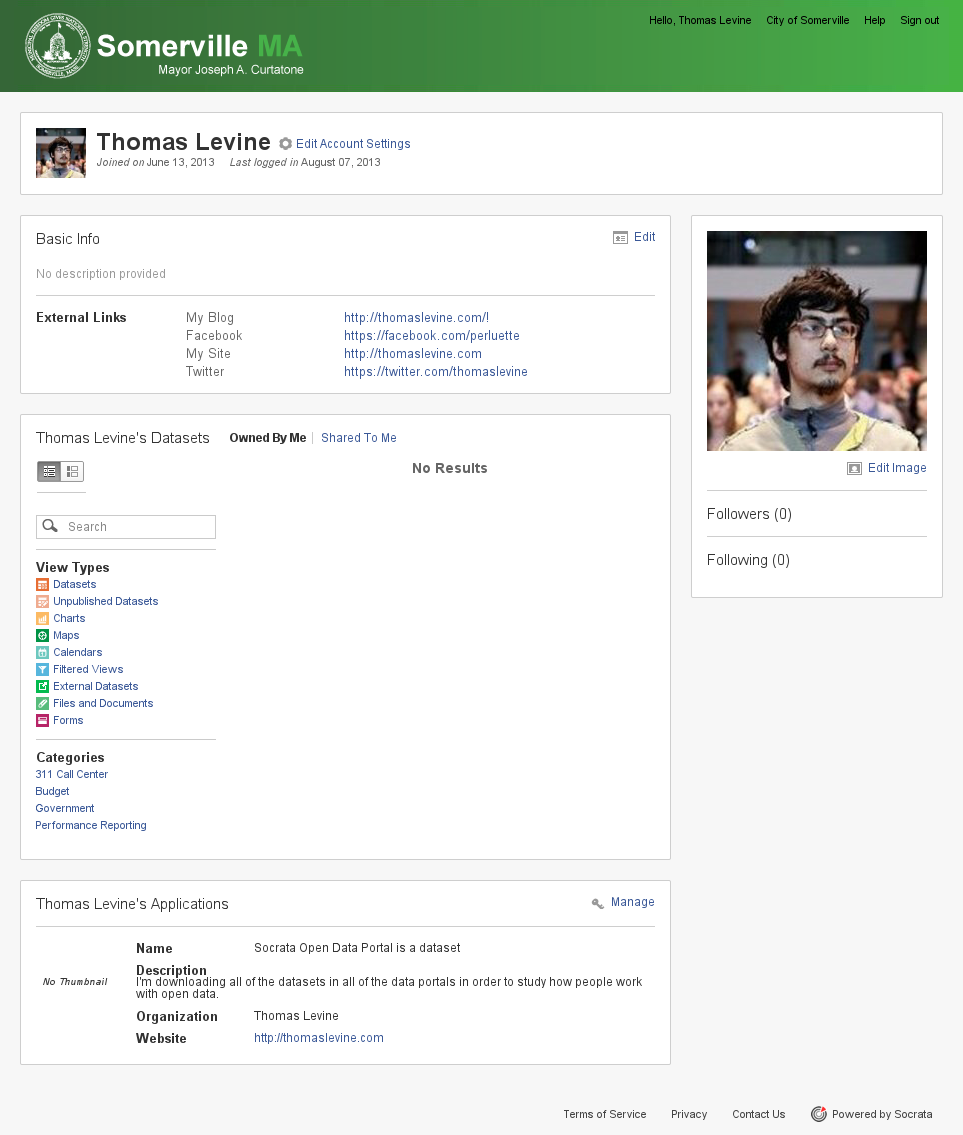 Hello, Thomas Levine City of Somerville Help Sign out
Somerville MA
Mayor Joseph A. Curtatone
Thomas Levine Edit Account Settings
Joined on June 13, 2013 Last logged in August 07, 2013
Basic Info Edit
No description provided
External Links My Blog http://thomaslevine.com/!
Facebook https://facebook.com/perluette
My Site http://thomaslevine.com
Twitter https://twitter.com/thomaslevine
Edit Image
Followers (0)
Following (0)
Thomas Levine's Datasets Owned By Me Shared To Me
No Results
Search
View Types
Datasets
Unpublished Datasets
Charts
Maps
Calendars
Filtered Views
External Datasets
Files and Documents
Forms
Categories
311 Call Center
Budget
Government
Performance Reporting
Thomas Levine's Applications Manage
No Thumbnail
Name Socrata Open Data Portal is a dataset
Description
I'm downloading all of the datasets in all of the data portals in order to study how people work
with open data.
Organization Thomas Levine
Website http://thomaslevine.com
Terms of Service Privacy Contact Us Powered by Socrata